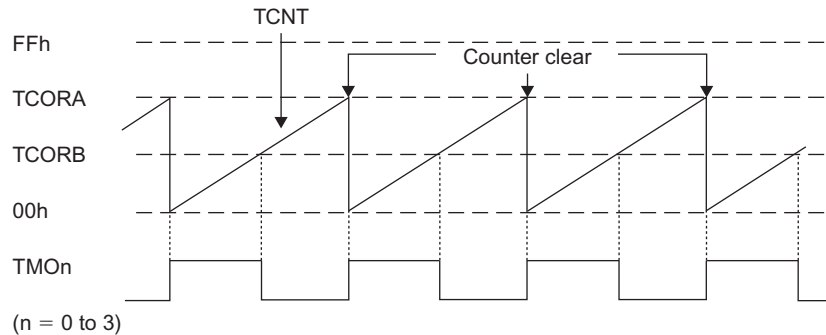 TCNT
FFh
Counter clear
TCORA
TCORB
00h
TMOn
(n = 0 to 3)